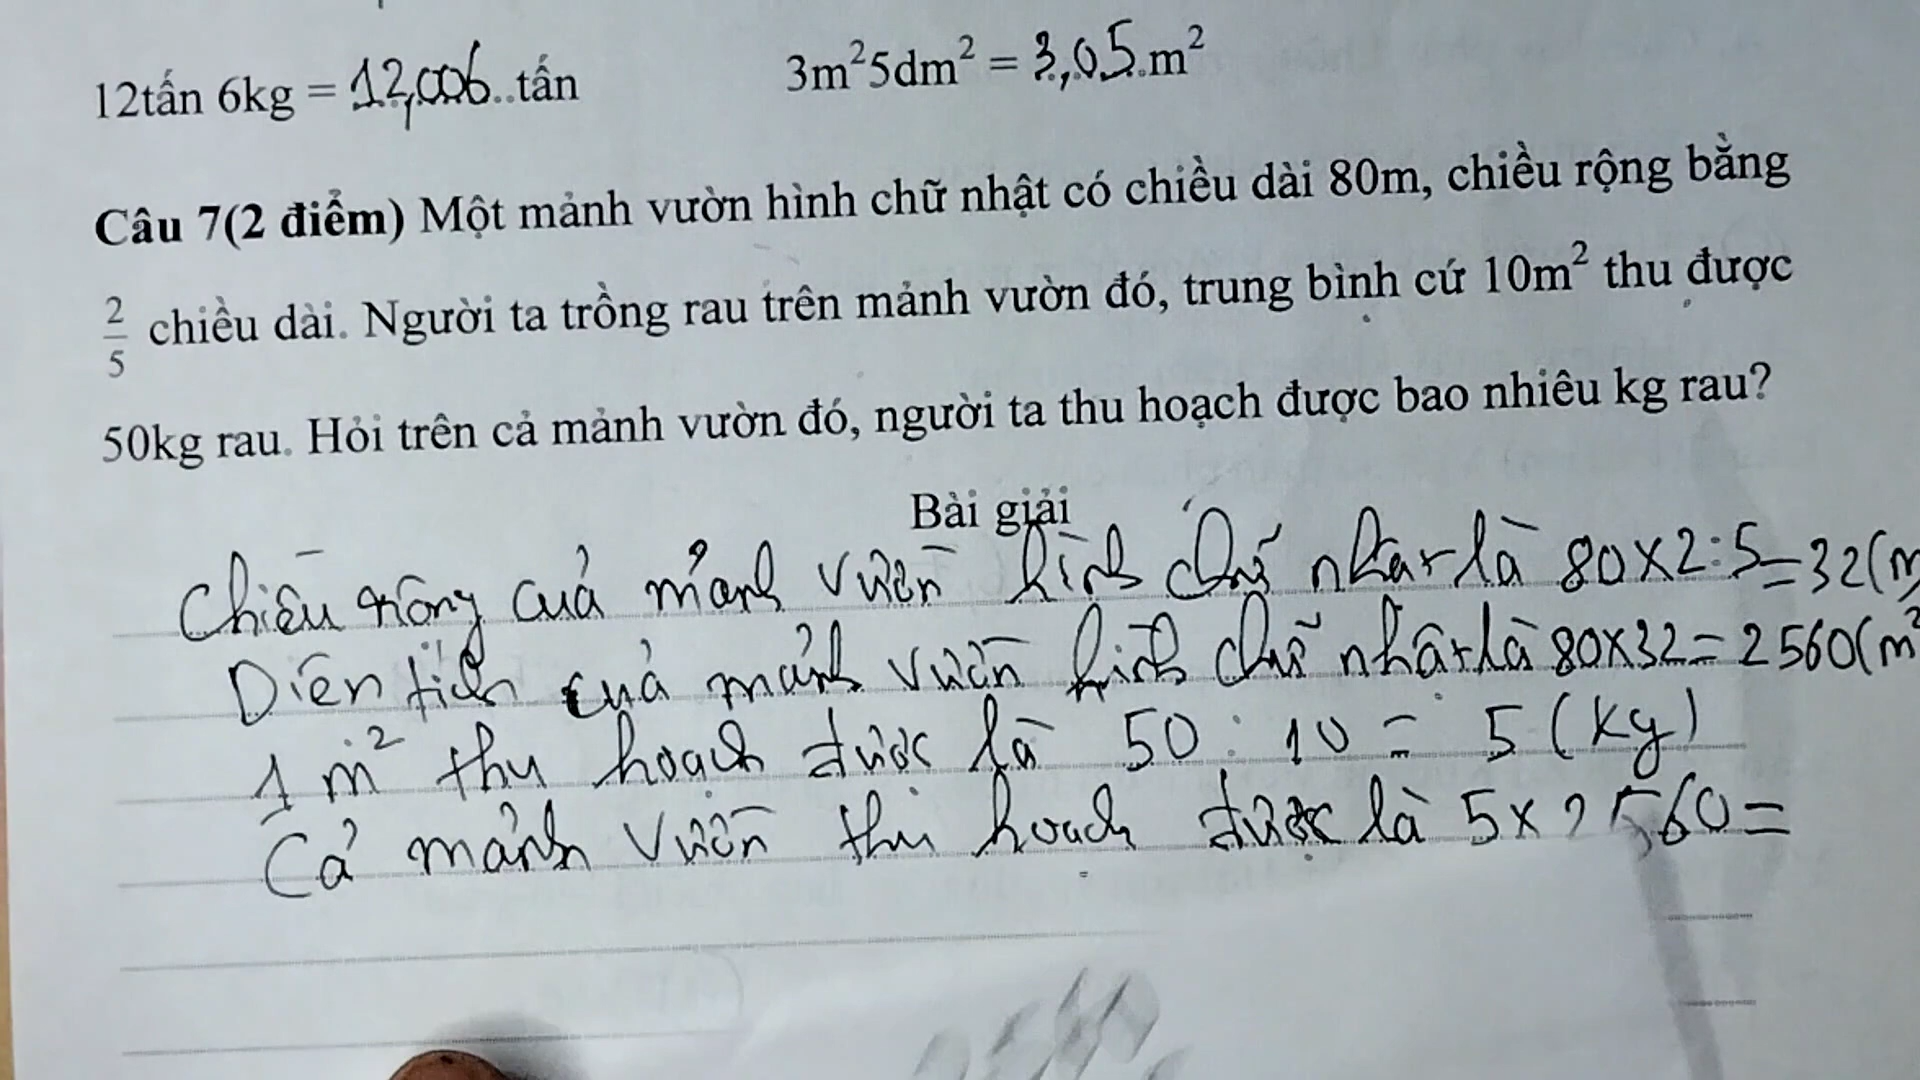 12tấn 6kg = 12,006 tấn 3m²5dm² = 3,05 m²
Câu 7(2 điểm) Một mảnh vườn hình chữ nhật có chiều dài 80m, chiều rộng bằng
2/5 chiều dài. Người ta trồng rau trên mảnh vườn đó, trung bình cứ 10m² thu được
50kg rau. Hỏi trên cả mảnh vườn đó, người ta thu hoạch được bao nhiêu kg rau?
Bài giải
Chiều rộng của mảnh vườn hình chữ nhật là 80x2:5=32(m
Diện tích của mảnh vườn hình chữ nhật là 80x32=2560(m²
1 m² thu hoạch được là 50 : 10 = 5 (kg)
Cả mảnh vườn thu hoạch được là 5x2560=